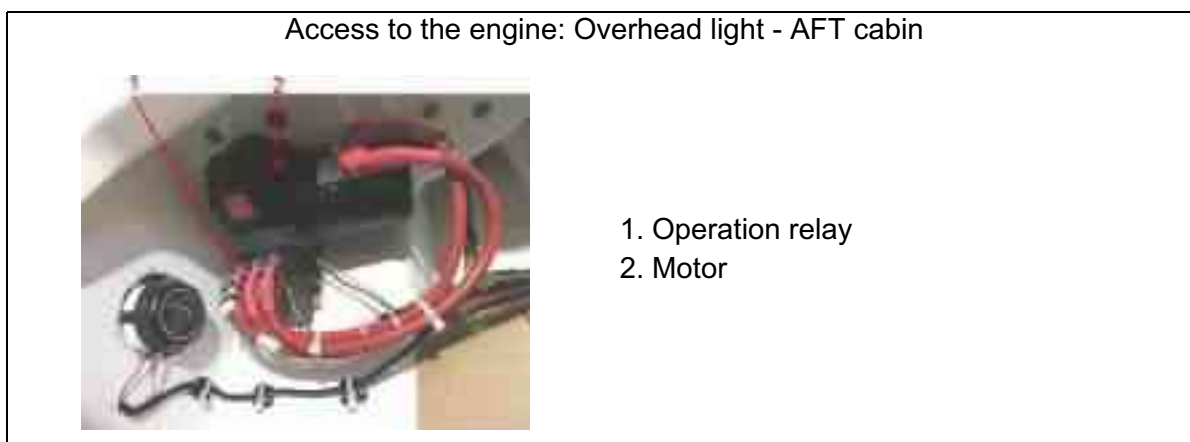 Access to the engine: Overhead light - AFT cabin
1
2
1. Operation relay
2. Motor